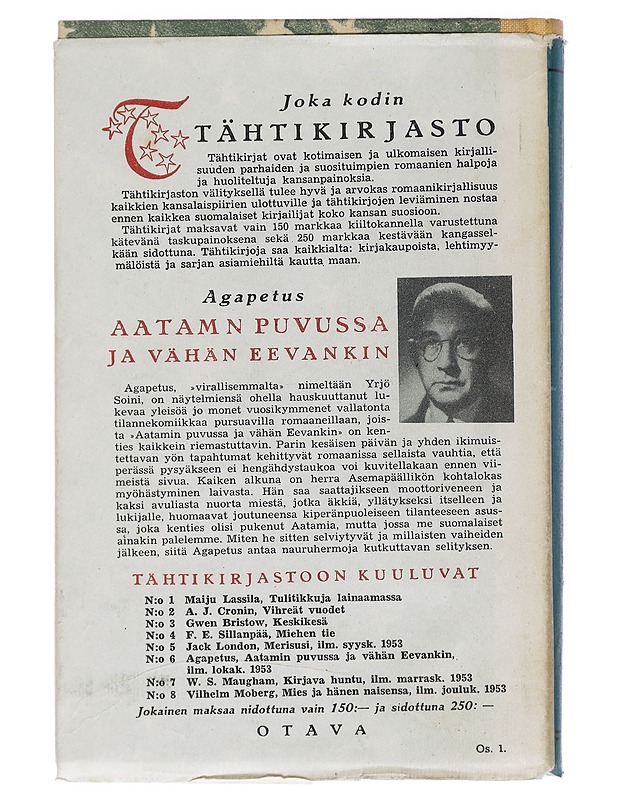 Joka kodin
TÄHTIKIRJASTO
Tähtikirjat ovat kotimaisen ja ulkomaisen kirjalli-
suuden parhaiden ja suosituimpien romaanien halpoja
ja huoliteltuja kansanpainoksia.
Tähtikirjaston välityksellä tulee hyvä ja arvokas romaanikirjallisuus
kaikkien kansalaispiirien ulottuville ja tähtikirjojen leviäminen nostaa
ennen kaikkea suomalaiset kirjailijat koko kansan suosioon.
Tähtikirjat maksavat vain 150 markkaa kiiltokannella varustettuna
kätevänä taskupainoksena sekä 250 markkaa kestävään kangassel-
kään sidottuna. Tähtikirjoja saa kaikkialta: kirjakaupoista, lehtimyy-
mälöistä ja sarjan asiamiehiltä kautta maan.
Agapetus
AATAMN PUVUSSA
JA VÄHÄN EEVANKIN
Agapetus, »virallisemmalta» nimeltään Yrjö
Soini, on näytelmiensä ohella hauskuuttanut lu-
kevaa yleisöä jo monet vuosikymmenet vallatonta
tilannekomiikkaa pursuavilla romaaneillaan, jois-
ta »Aatamin puvussa ja vähän Eevankin» on ken-
ties kaikkein riemastuttavin. Parin kesäisen päivän ja yhden ikimuis-
tettavan yön tapahtumat kehittyvät romaanissa sellaista vauhtia, että
perässä pysyäkseen ei hengähdystaukoa voi kuvitellakaan ennen vii-
meistä sivua. Kaiken alkuna on herra Asemapäällikön kohtalokas
myöhästyminen laivasta. Hän saa saattajikseen moottoriveneen ja
kaksi avuliasta nuorta miestä, jotka äkkiä, yllätykseksi itselleen ja
lukijalle, huomaavat joutuneensa kiperänpuoleiseen tilanteeseen asus-
sa, joka kenties olisi pukenut Aatamia, mutta jossa me suomalaiset
ainakin palelemme. Miten he sitten selviytyvät ja millaisten vaiheiden
jälkeen, siitä Agapetus antaa nauruhermoja kutkuttavan selityksen.
TÄHTIKIRJASTOON KUULUVAT
N:o 1 Maiju Lassila, Tulitikkuja lainaamassa
N:o 2 A. J. Cronin, Vihreät vuodet
N:o 3 Gwen Bristow, Keskikesä
N:o 4 F. E. Sillanpää, Miehen tie
N:o 5 Jack London, Merisusi, ilm. syysk. 1953
N:o 6 Agapetus, Aatamin puvussa ja vähän Eevankin,
ilm. lokak. 1953
N:o 7 W. S. Maugham, Kirjava huntu, ilm. marrask. 1953
N:o 8 Vilhelm Moberg, Mies ja hänen naisensa, ilm. jouluk. 1953
Jokainen maksaa nidottuna vain 150:— ja sidottuna 250: —
OTAVA
Os. 1.